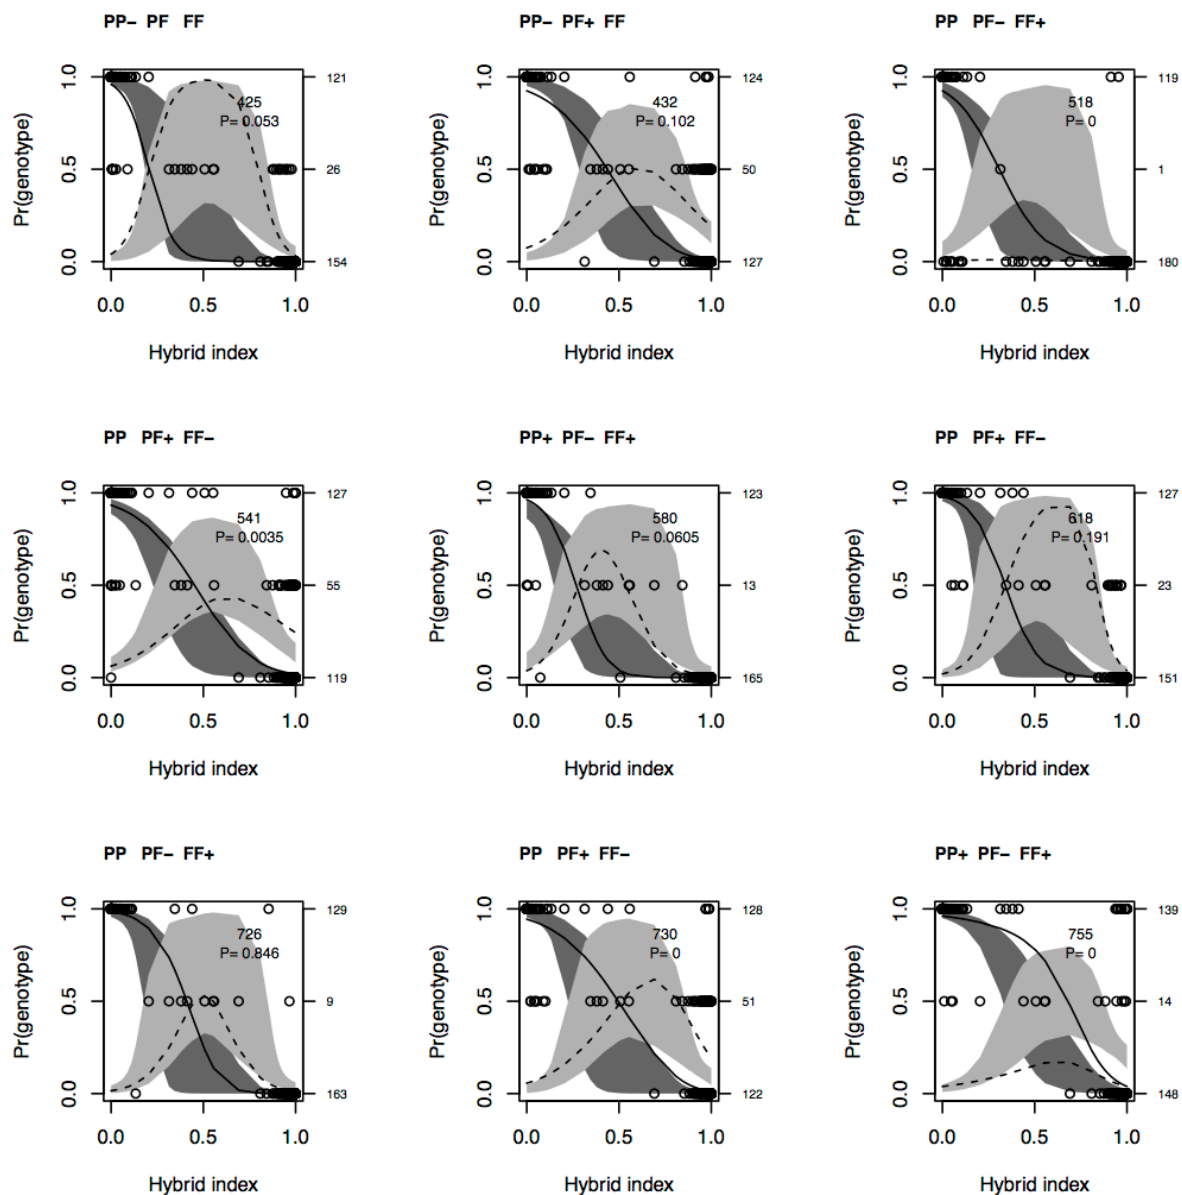 PP− PF FF
Pr(genotype)
1.0
0.5
0.0
425
P= 0.053
121
26
154
0.0 0.5 1.0
Hybrid index
PP− PF+ FF
Pr(genotype)
1.0
0.5
0.0
432
P= 0.102
124
50
127
0.0 0.5 1.0
Hybrid index
PP PF− FF+
Pr(genotype)
1.0
0.5
0.0
518
P= 0
119
1
180
0.0 0.5 1.0
Hybrid index
PP PF+ FF−
Pr(genotype)
1.0
0.5
0.0
541
P= 0.0035
127
55
119
0.0 0.5 1.0
Hybrid index
PP+ PF− FF+
Pr(genotype)
1.0
0.5
0.0
580
P= 0.0605
123
13
165
0.0 0.5 1.0
Hybrid index
PP PF+ FF−
Pr(genotype)
1.0
0.5
0.0
618
P= 0.191
127
23
151
0.0 0.5 1.0
Hybrid index
PP PF− FF+
Pr(genotype)
1.0
0.5
0.0
726
P= 0.846
129
9
163
0.0 0.5 1.0
Hybrid index
PP PF+ FF−
Pr(genotype)
1.0
0.5
0.0
730
P= 0
128
51
122
0.0 0.5 1.0
Hybrid index
PP+ PF− FF+
Pr(genotype)
1.0
0.5
0.0
755
P= 0
139
14
148
0.0 0.5 1.0
Hybrid index